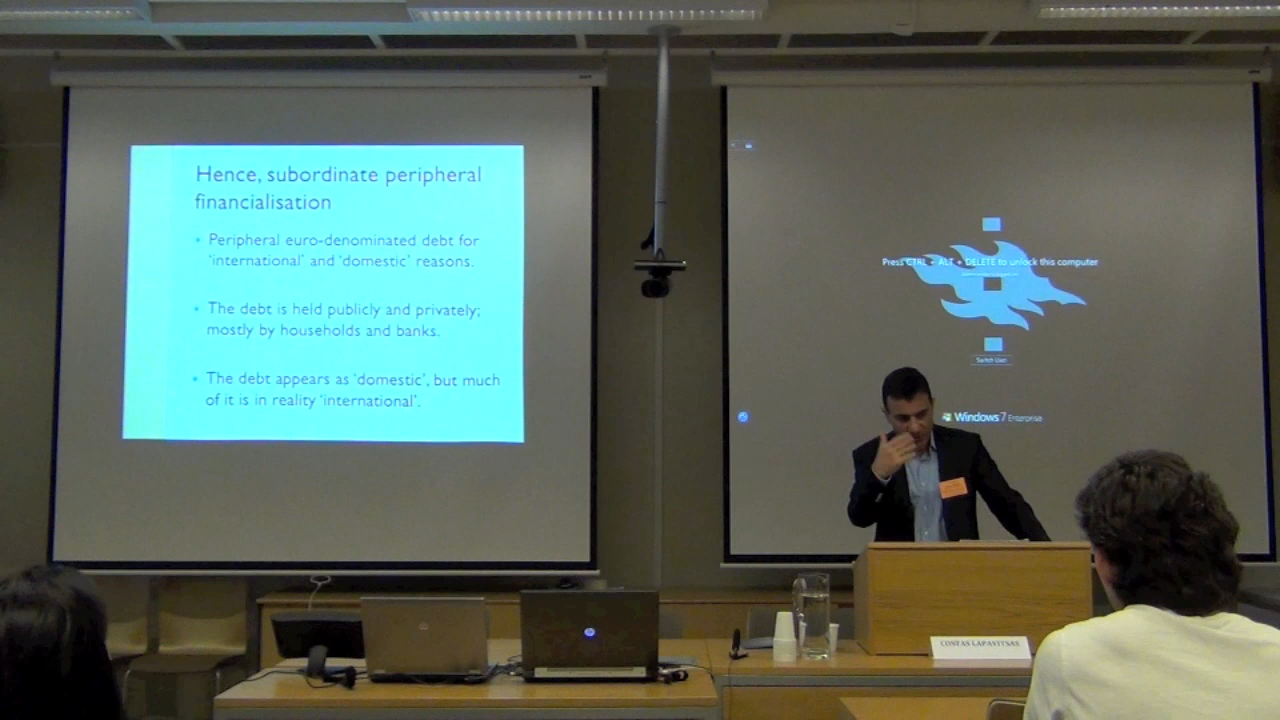 Hence, subordinate peripheral
financialisation
Peripheral euro-denominated debt for
'international' and 'domestic' reasons.
The debt is held publicly and privately;
mostly by households and banks.
The debt appears as 'domestic', but much
of it is in reality 'international'.
Press CTRL + ALT + DELETE to unlock this computer
Switch User
Windows 7 Enterprise
COSTAS LAPAVITSAS
hp
hp